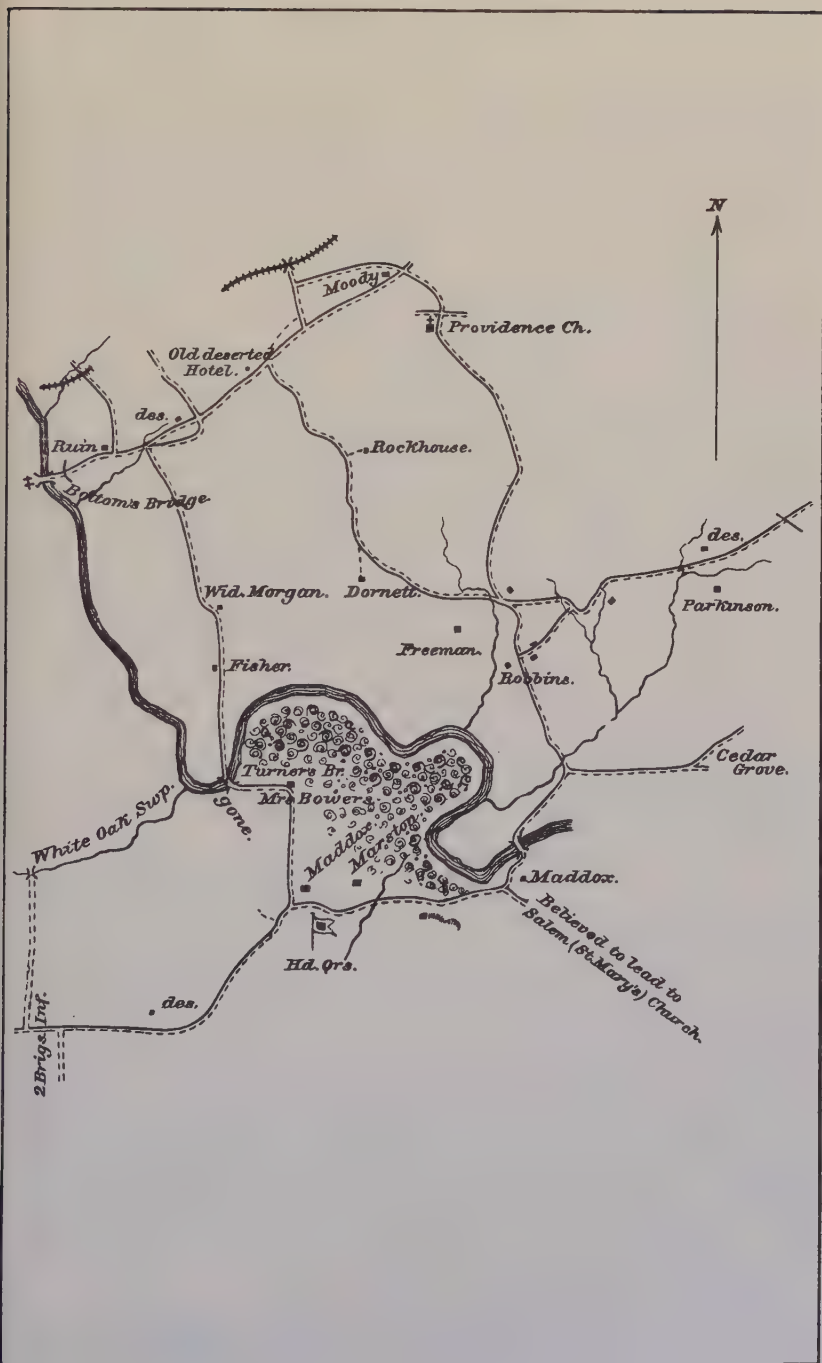 N
Moody
Providence Ch.
Old deserted
Hotel.
des.
Ruin
Rockhouse.
Bottom's Bridge.
des.
Wid. Morgan.
Dornett.
Parkinson.
Freeman.
Fisher.
Robbins.
Turner's Br.
gone.
Mrs Bowers.
Cedar
Grove.
White Oak Swp.
Maddox.
Marston.
Maddox.
Believed to lead to
Salem (St. Mary's) Church.
Hd. Qrs.
des.
2 Brigs. Inf.